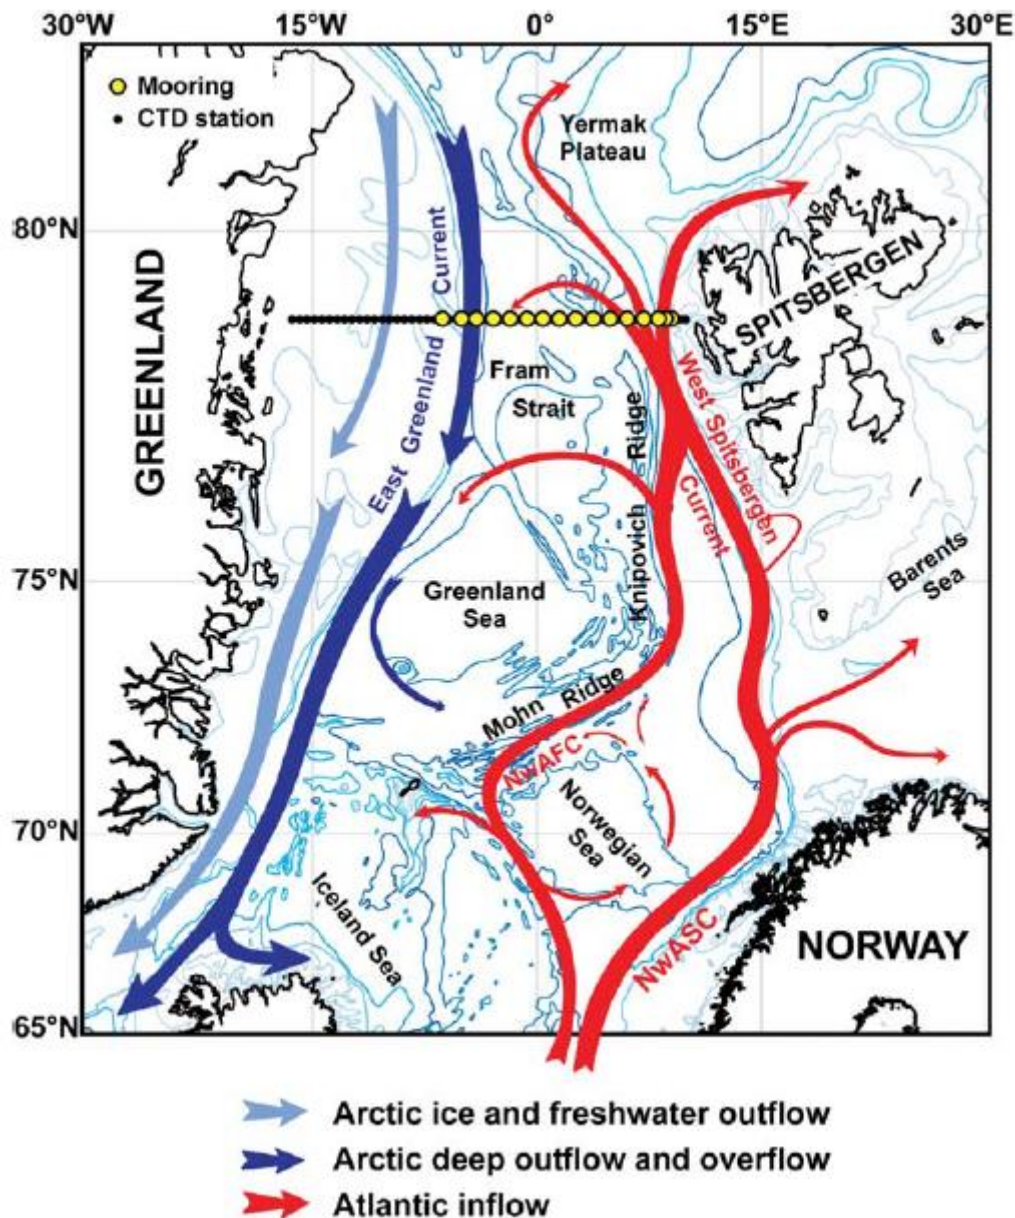 30°W 15°W 0° 15°E 30°E
Mooring
CTD station
Yermak
Plateau
80°N
GREENLAND
SPITSBERGEN
East Greenland Current
Fram
Strait
West Spitsbergen
Current
Knipovich Ridge
75°N
Greenland
Sea
Barents
Sea
Mohn Ridge
NwAFC
Norwegian
Sea
70°N
Iceland Sea
NwASC
NORWAY
65°N
Arctic ice and freshwater outflow
Arctic deep outflow and overflow
Atlantic inflow